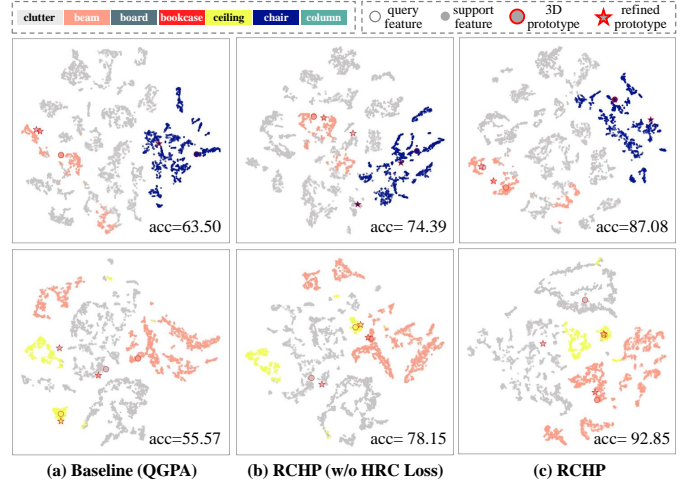 clutter beam board bookcase ceiling chair column
query feature support feature 3D prototype refined prototype
acc=63.50 acc=74.39 acc=87.08
acc=55.57 acc=78.15 acc= 92.85
(a) Baseline (QGPA) (b) RCHP (w/o HRC Loss) (c) RCHP